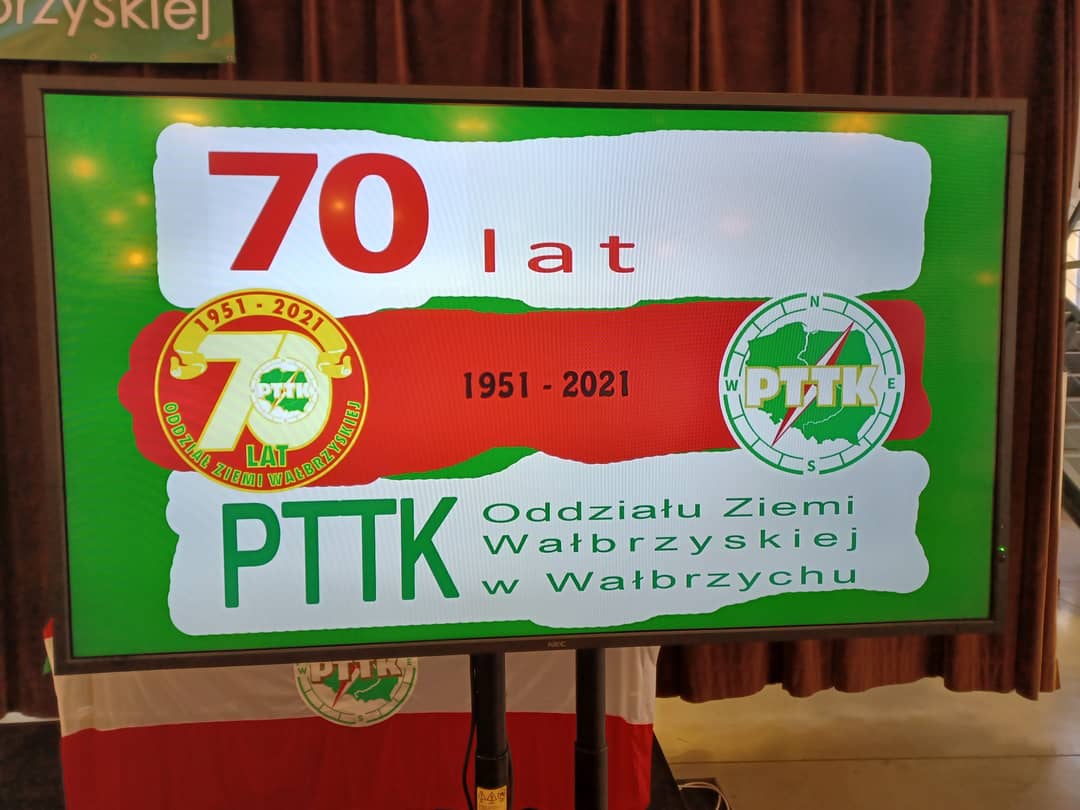 rzyskiej
70 lat
1951 - 2021
70
PTTK
LAT
ODDZIAŁ ZIEMI WAŁBRZYSKIEJ
1951 - 2021
N
W
E
S
PTTK
PTTK
Oddziału Ziemi
Wałbrzyskiej
w Wałbrzychu
NEC
W
PTTK
E
S